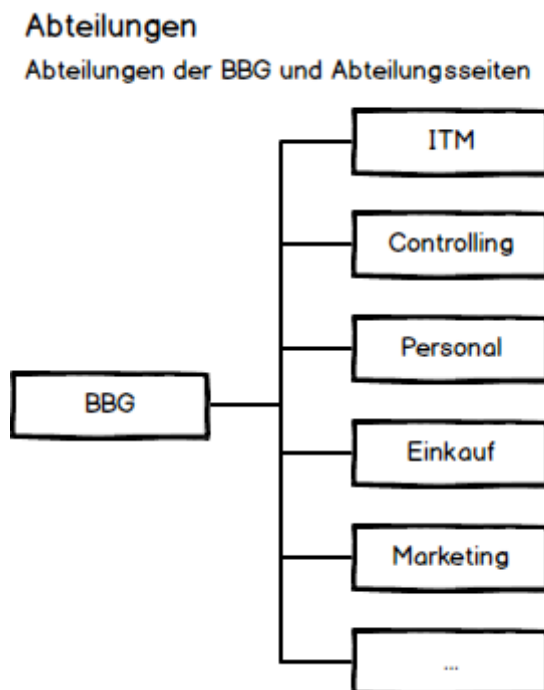 Abteilungen
Abteilungen der BBG und Abteilungsseiten
ITM
Controlling
Personal
BBG
Einkauf
Marketing
...